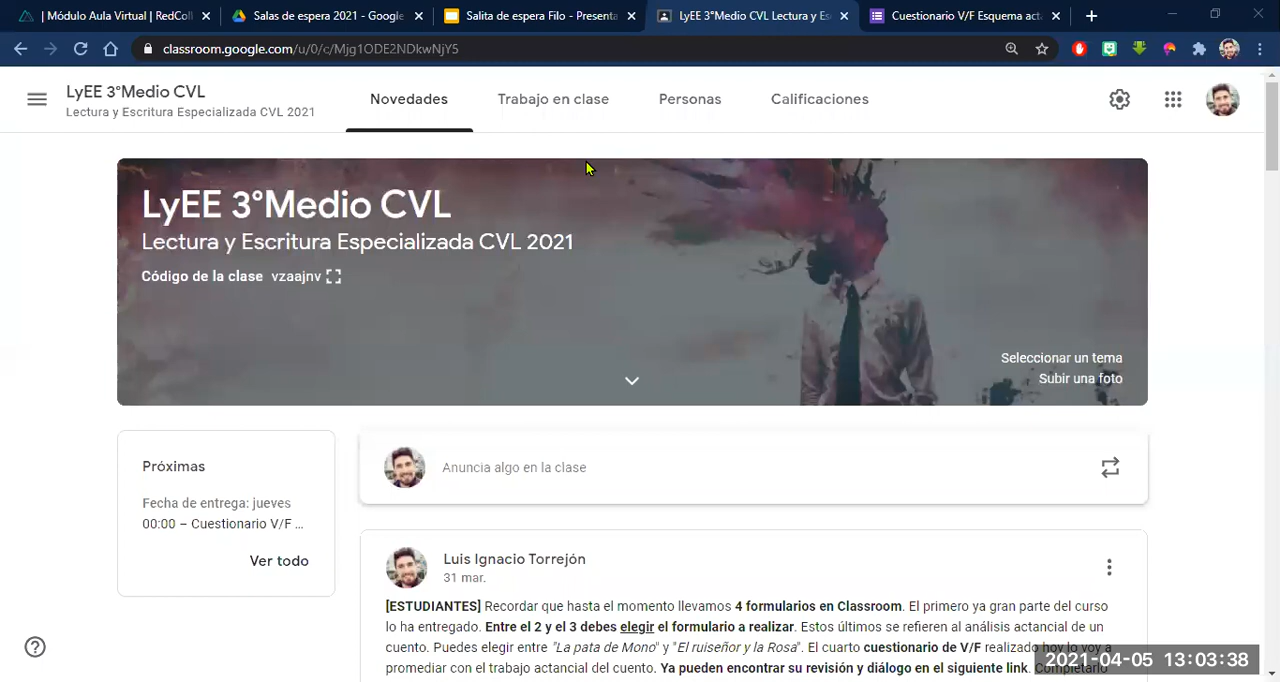 | Módulo Aula Virtual | RedColi
Salas de espera 2021 - Google
Salita de espera Filo - Presenta
LyEE 3°Medio CVL Lectura y Es
Cuestionario V/F Esquema acta
classroom.google.com/u/0/c/Mjg1ODE2NDkwNjY5
LyEE 3°Medio CVL
Lectura y Escritura Especializada CVL 2021
Novedades
Trabajo en clase
Personas
Calificaciones
LyEE 3°Medio CVL
Lectura y Escritura Especializada CVL 2021
Código de la clase vzaajnv
Seleccionar un tema
Subir una foto
Próximas
Fecha de entrega: jueves
00:00 – Cuestionario V/F ...
Ver todo
Anuncia algo en la clase
Luis Ignacio Torrejón
31 mar.
[ESTUDIANTES] Recordar que hasta el momento llevamos 4 formularios en Classroom. El primero ya gran parte del curso
lo ha entregado. Entre el 2 y el 3 debes elegir el formulario a realizar. Estos últimos se refieren al análisis actancial de un
cuento. Puedes elegir entre "La pata de Mono" y "El ruiseñor y la Rosa". El cuarto cuestionario de V/F realizado hoy lo voy a
promediar con el trabajo actancial del cuento. Ya pueden encontrar su revisión y diálogo en el siguiente link. Completarlo
2021-04-05 13:03:38